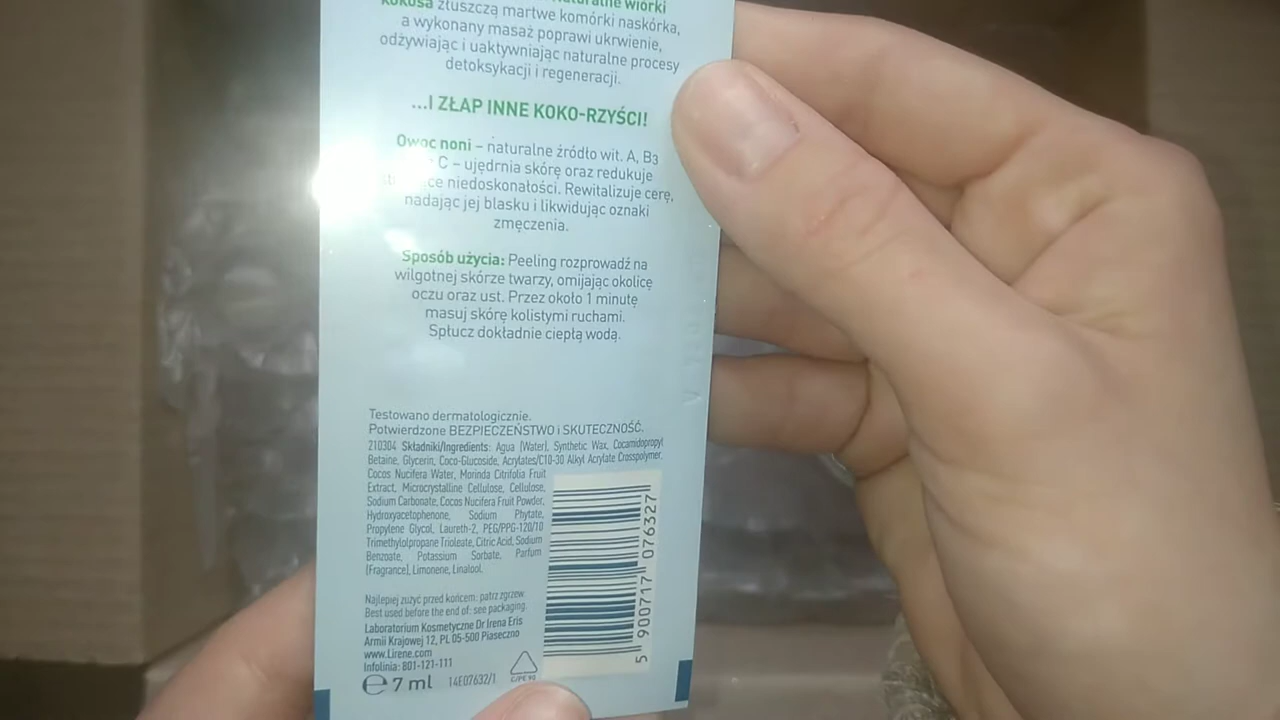 naturalne wiórki
kokosa złuszczą martwe komórki naskórka,
a wykonany masaż poprawi ukrwienie,
odżywiając i uaktywniając naturalne procesy
detoksykacji i regeneracji.
...I ZŁAP INNE KOKO-RZYŚCI!
Owoc noni – naturalne źródło wit. A, B3
C – ujędrnia skórę oraz redukuje
niedoskonałości. Rewitalizuje cerę,
nadając jej blasku i likwidując oznaki
zmęczenia.
Sposób użycia: Peeling rozprowadź na
wilgotnej skórze twarzy, omijając okolicę
oczu oraz ust. Przez około 1 minutę
masuj skórę kolistymi ruchami.
Spłucz dokładnie ciepłą wodą.
Testowano dermatologicznie.
Potwierdzone BEZPIECZEŃSTWO i SKUTECZNOŚĆ.
210304 Składniki/Ingredients: Aqua (Water), Synthetic Wax, Cocamidopropyl
Betaine, Glycerin, Coco-Glucoside, Acrylates/C10-30 Alkyl Acrylate Crosspolymer,
Cocos Nucifera Water, Morinda Citrifolia Fruit
Extract, Microcrystalline Cellulose, Cellulose,
Sodium Carbonate, Cocos Nucifera Fruit Powder,
Hydroxyacetophenone, Sodium Phytate,
Propylene Glycol, Laureth-2, PEG/PPG-120/10
Trimethylolpropane Trioleate, Citric Acid, Sodium
Benzoate, Potassium Sorbate, Parfum
(Fragrance), Limonene, Linalool.
Najlepiej zużyć przed końcem: patrz zgrzew.
Best used before the end of: see packaging.
Laboratorium Kosmetyczne Dr Irena Eris
Armii Krajowej 12, PL 05-500 Piaseczno
www.Lirene.com
Infolinia: 801-121-111
e 7 ml 14E07632/1
C/PE 90
5 900717 076327